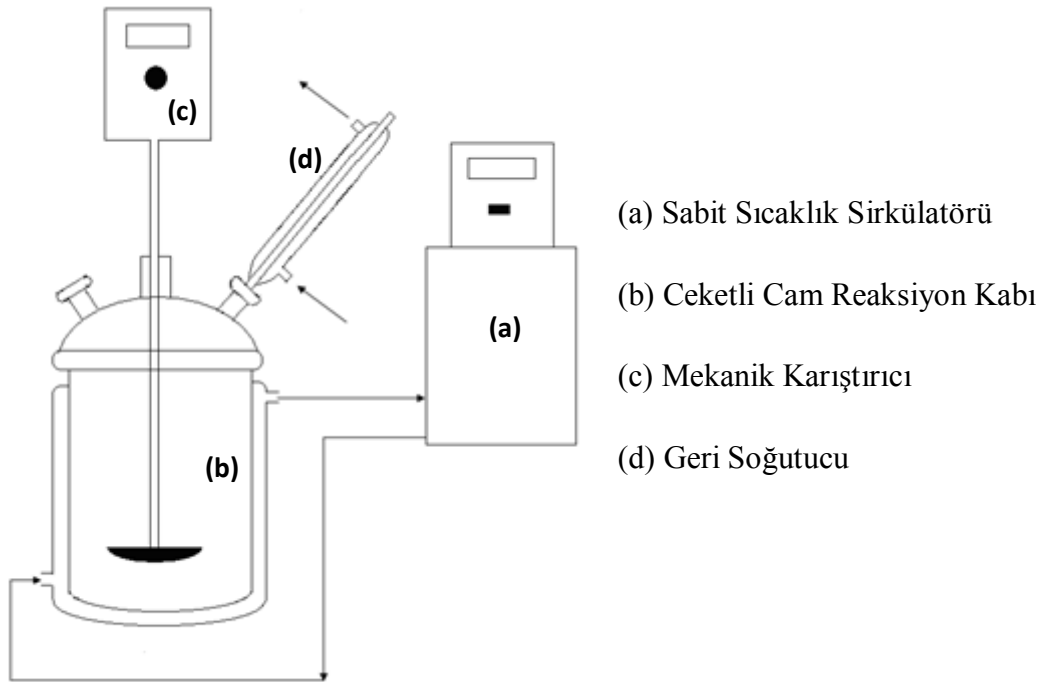 (c)
(d)
(a)
(b)
(a) Sabit Sıcaklık Sirkülatörü
(b) Ceketli Cam Reaksiyon Kabı
(c) Mekanik Karıştırıcı
(d) Geri Soğutucu